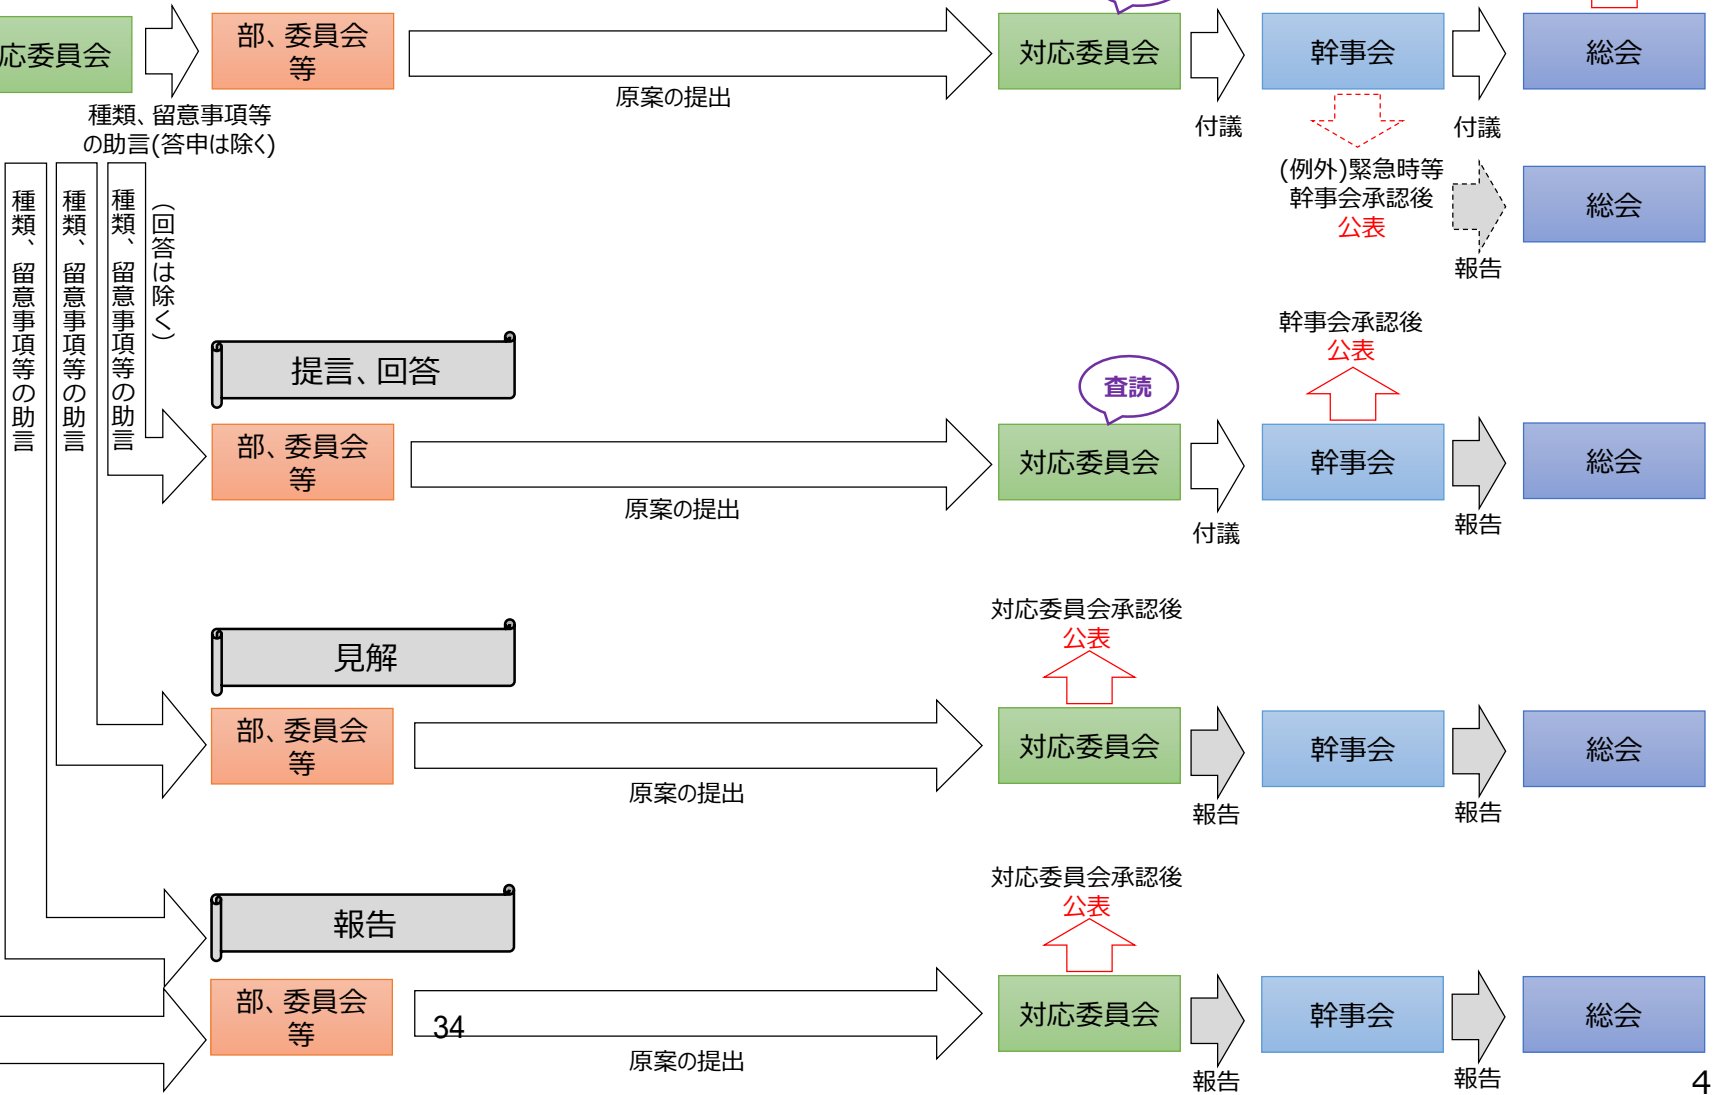 応委員会
部、委員会
等
対応委員会
幹事会
総会
原案の提出
付議
付議
種類、留意事項等
の助言(答申は除く)
(例外)緊急時等
幹事会承認後
公表
総会
報告
種類、留意事項等の助言
種類、留意事項等の助言
種類、留意事項等の助言
(回答は除く)
幹事会承認後
公表
提言、回答
査読
部、委員会
等
対応委員会
幹事会
総会
原案の提出
付議
報告
対応委員会承認後
公表
見解
部、委員会
等
対応委員会
幹事会
総会
原案の提出
報告
報告
対応委員会承認後
公表
報告
部、委員会
等
対応委員会
幹事会
総会
34
原案の提出
報告
報告
4